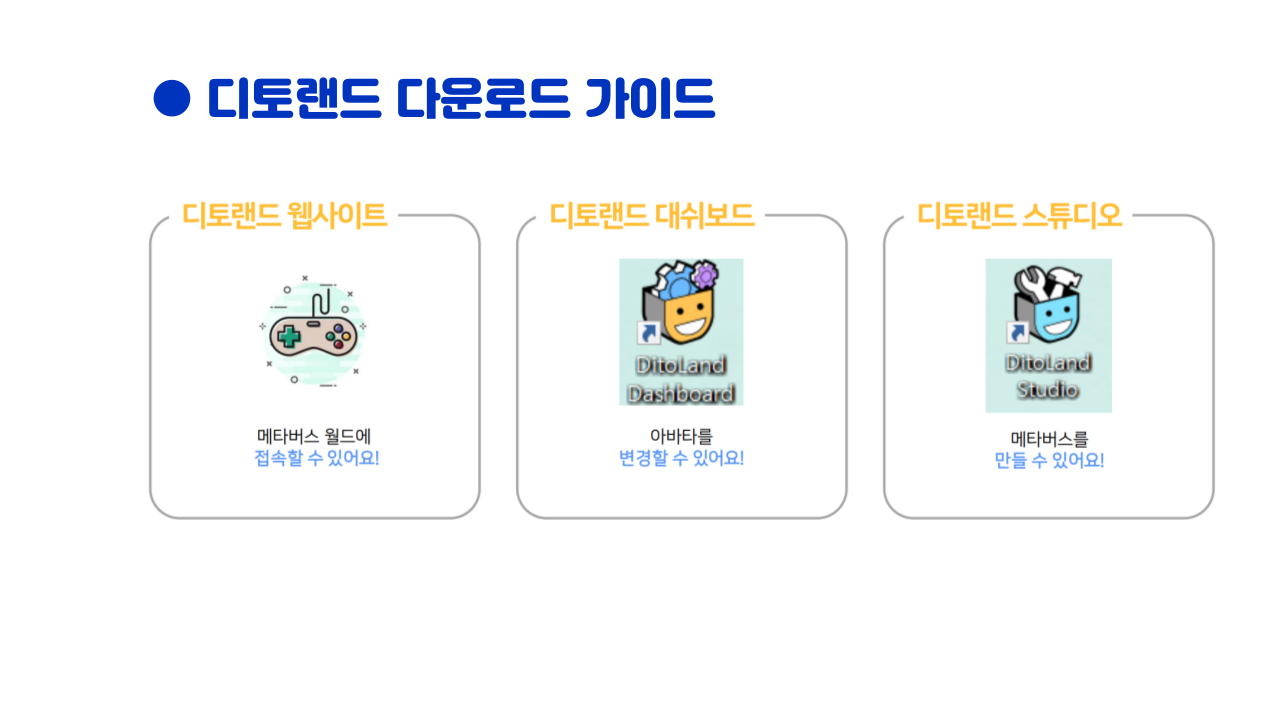 ● 디토랜드 다운로드 가이드
디토랜드 웹사이트
메타버스 월드에
접속할 수 있어요!
디토랜드 대쉬보드
DitoLand
Dashboard
아바타를
변경할 수 있어요!
디토랜드 스튜디오
DitoLand
Studio
메타버스를
만들 수 있어요!